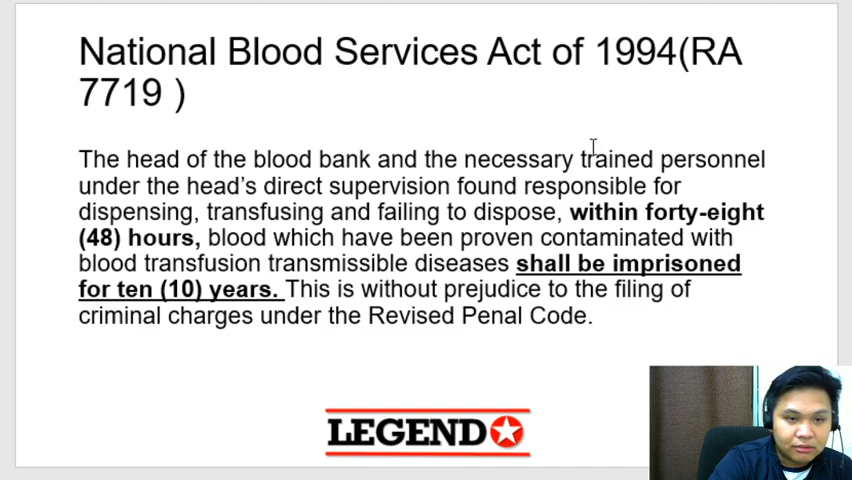 National Blood Services Act of 1994(RA
7719 )
The head of the blood bank and the necessary trained personnel
under the head’s direct supervision found responsible for
dispensing, transfusing and failing to dispose, within forty-eight
(48) hours, blood which have been proven contaminated with
blood transfusion transmissible diseases shall be imprisoned
for ten (10) years. This is without prejudice to the filing of
criminal charges under the Revised Penal Code.
LEGEND